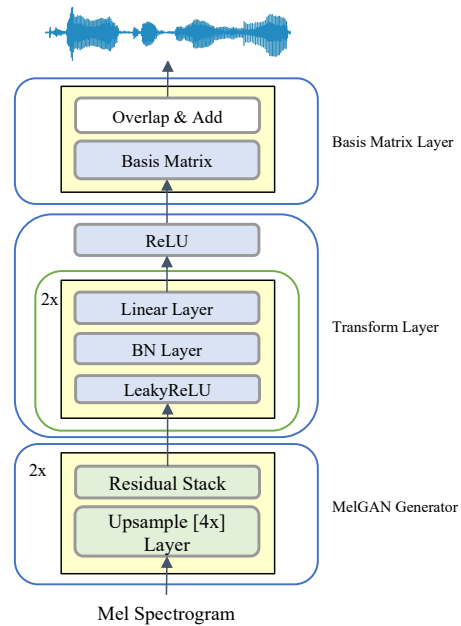 Overlap & Add
Basis Matrix
Basis Matrix Layer
ReLU
2x
Linear Layer
BN Layer
LeakyReLU
Transform Layer
2x
Residual Stack
Upsample [4x]
Layer
MelGAN Generator
Mel Spectrogram